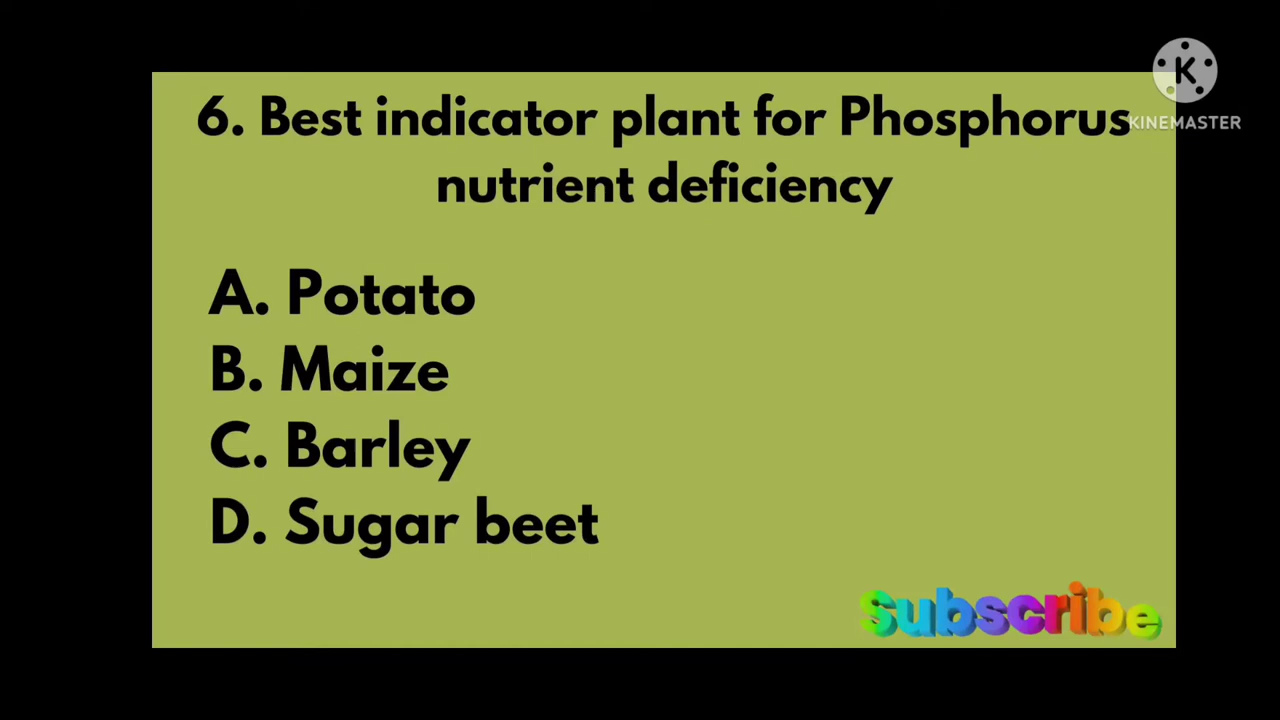 6. Best indicator plant for Phosphorus
nutrient deficiency
A. Potato
B. Maize
C. Barley
D. Sugar beet
Subscribe
K
KINEMASTER